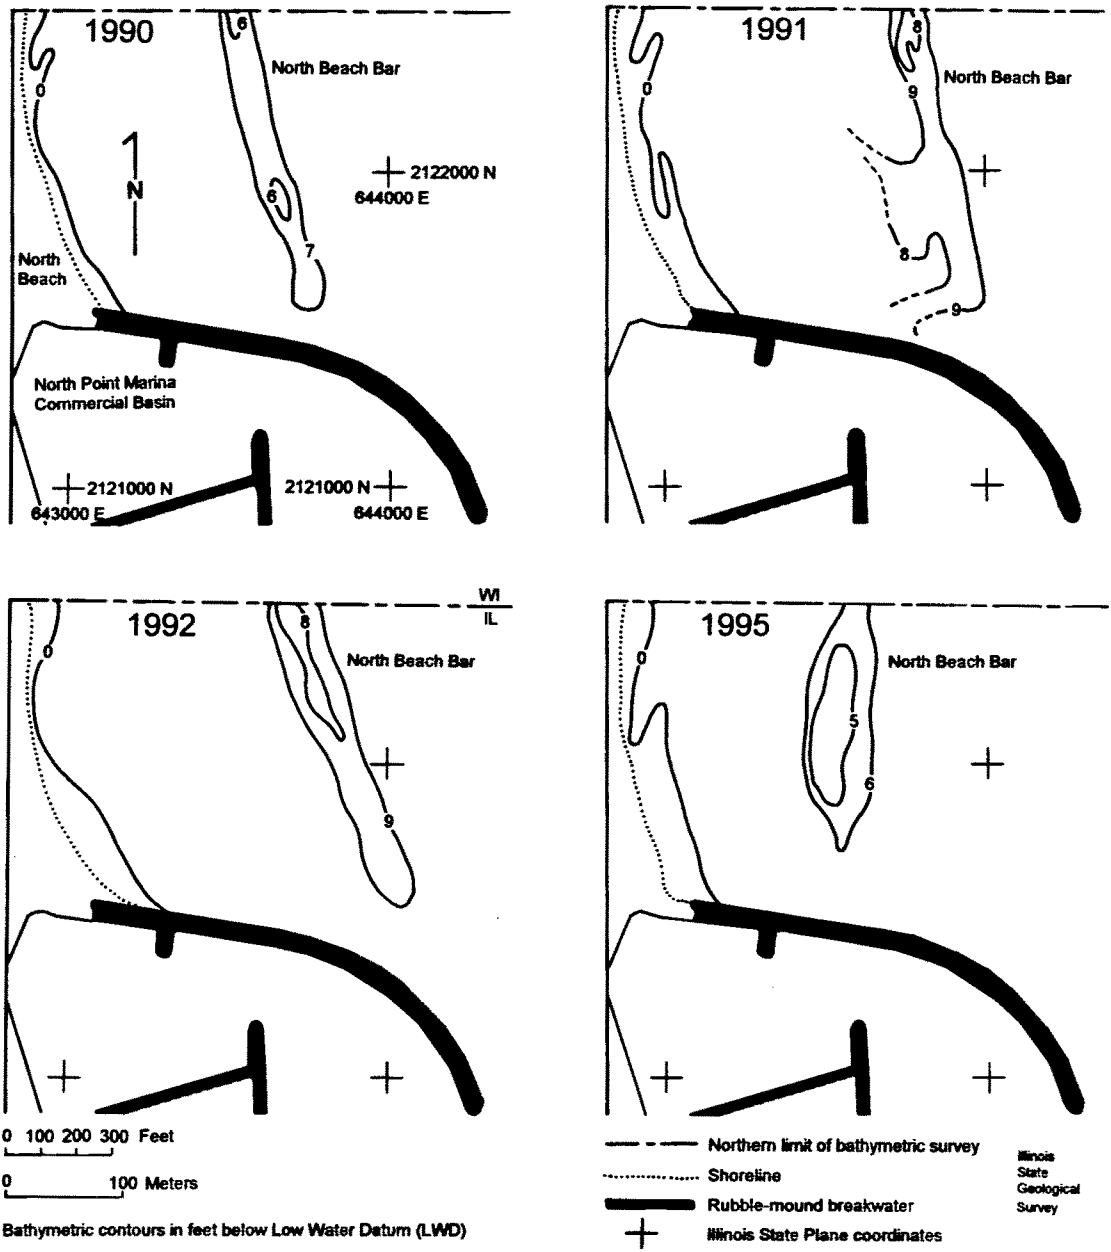 1990
6
North Beach Bar
0
N
2122000 N
644000 E
6
7
North
Beach
North Point Marina
Commercial Basin
2121000 N
643000 E
2121000 N
644000 E
1991
8
North Beach Bar
0
9
8
9
1992
8
WI
IL
0
North Beach Bar
9
1995
0
North Beach Bar
5
6
0 100 200 300 Feet
0 100 Meters
Bathymetric contours in feet below Low Water Datum (LWD)
Northern limit of bathymetric survey
Shoreline
Rubble-mound breakwater
Illinois State Plane coordinates
Illinois
State
Geological
Survey